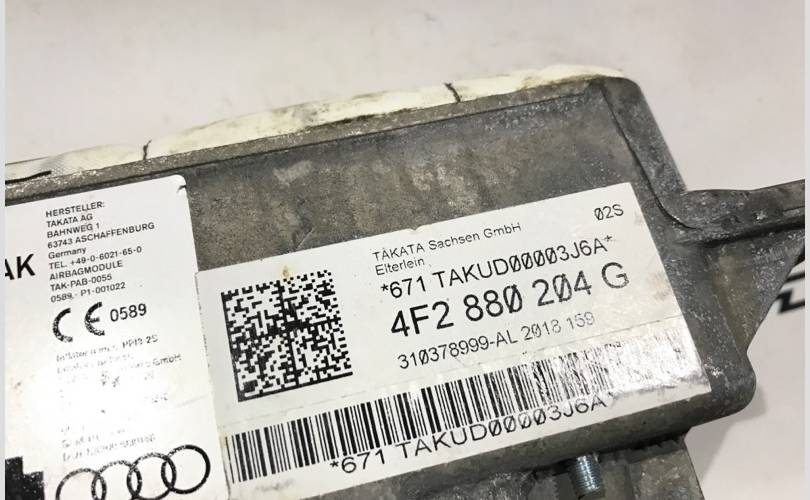 HERSTELLER:
TAKATA AG
BAHNWEG 1
63743 ASCHAFFENBURG
Germany
TEL. +49-0-6021-65-0
AIRBAGMODULE
TAK-PAB-0055
0589 - P1-001022
AK
CE 0589
02S
TAKATA Sachsen GmbH
Elterlein
*671 TAKUD00003J6A*
4F2 880 204 G
310378999-AL 2018 159
*671 TAKUD00003J6A*